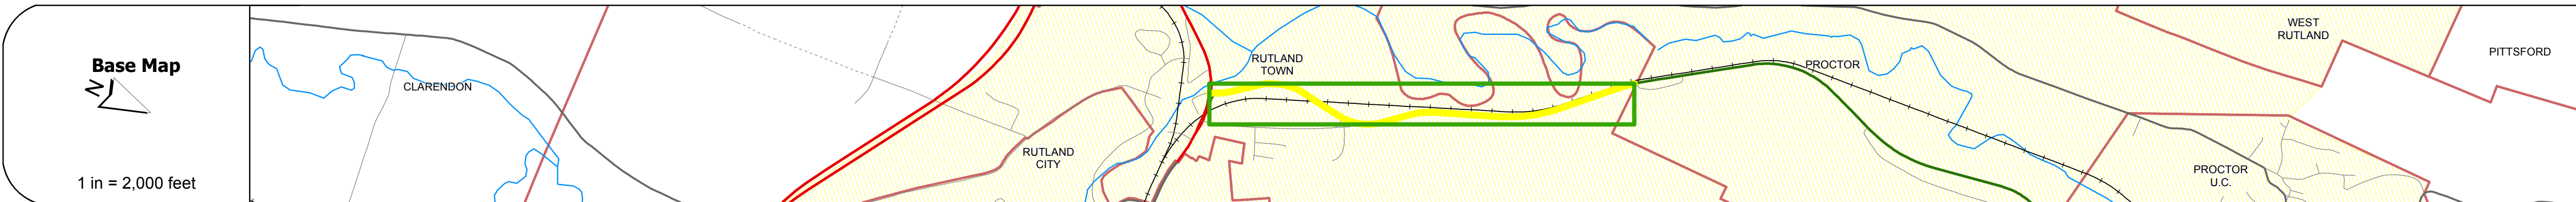 Base Map
N
1 in = 2,000 feet
CLARENDON
RUTLAND
CITY
RUTLAND
TOWN
PROCTOR
WEST
RUTLAND
PITTSFORD
PROCTOR
U.C.